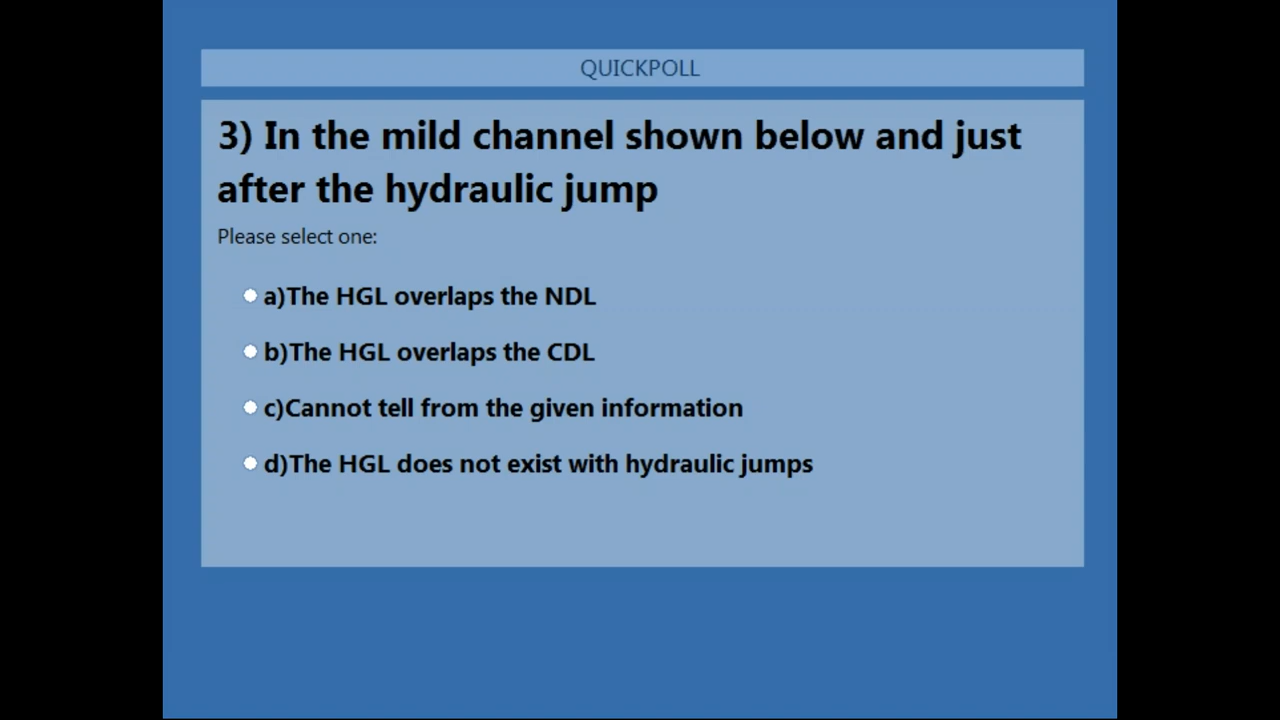 QUICKPOLL
3) In the mild channel shown below and just
after the hydraulic jump
Please select one:
a)The HGL overlaps the NDL
b)The HGL overlaps the CDL
c)Cannot tell from the given information
d)The HGL does not exist with hydraulic jumps